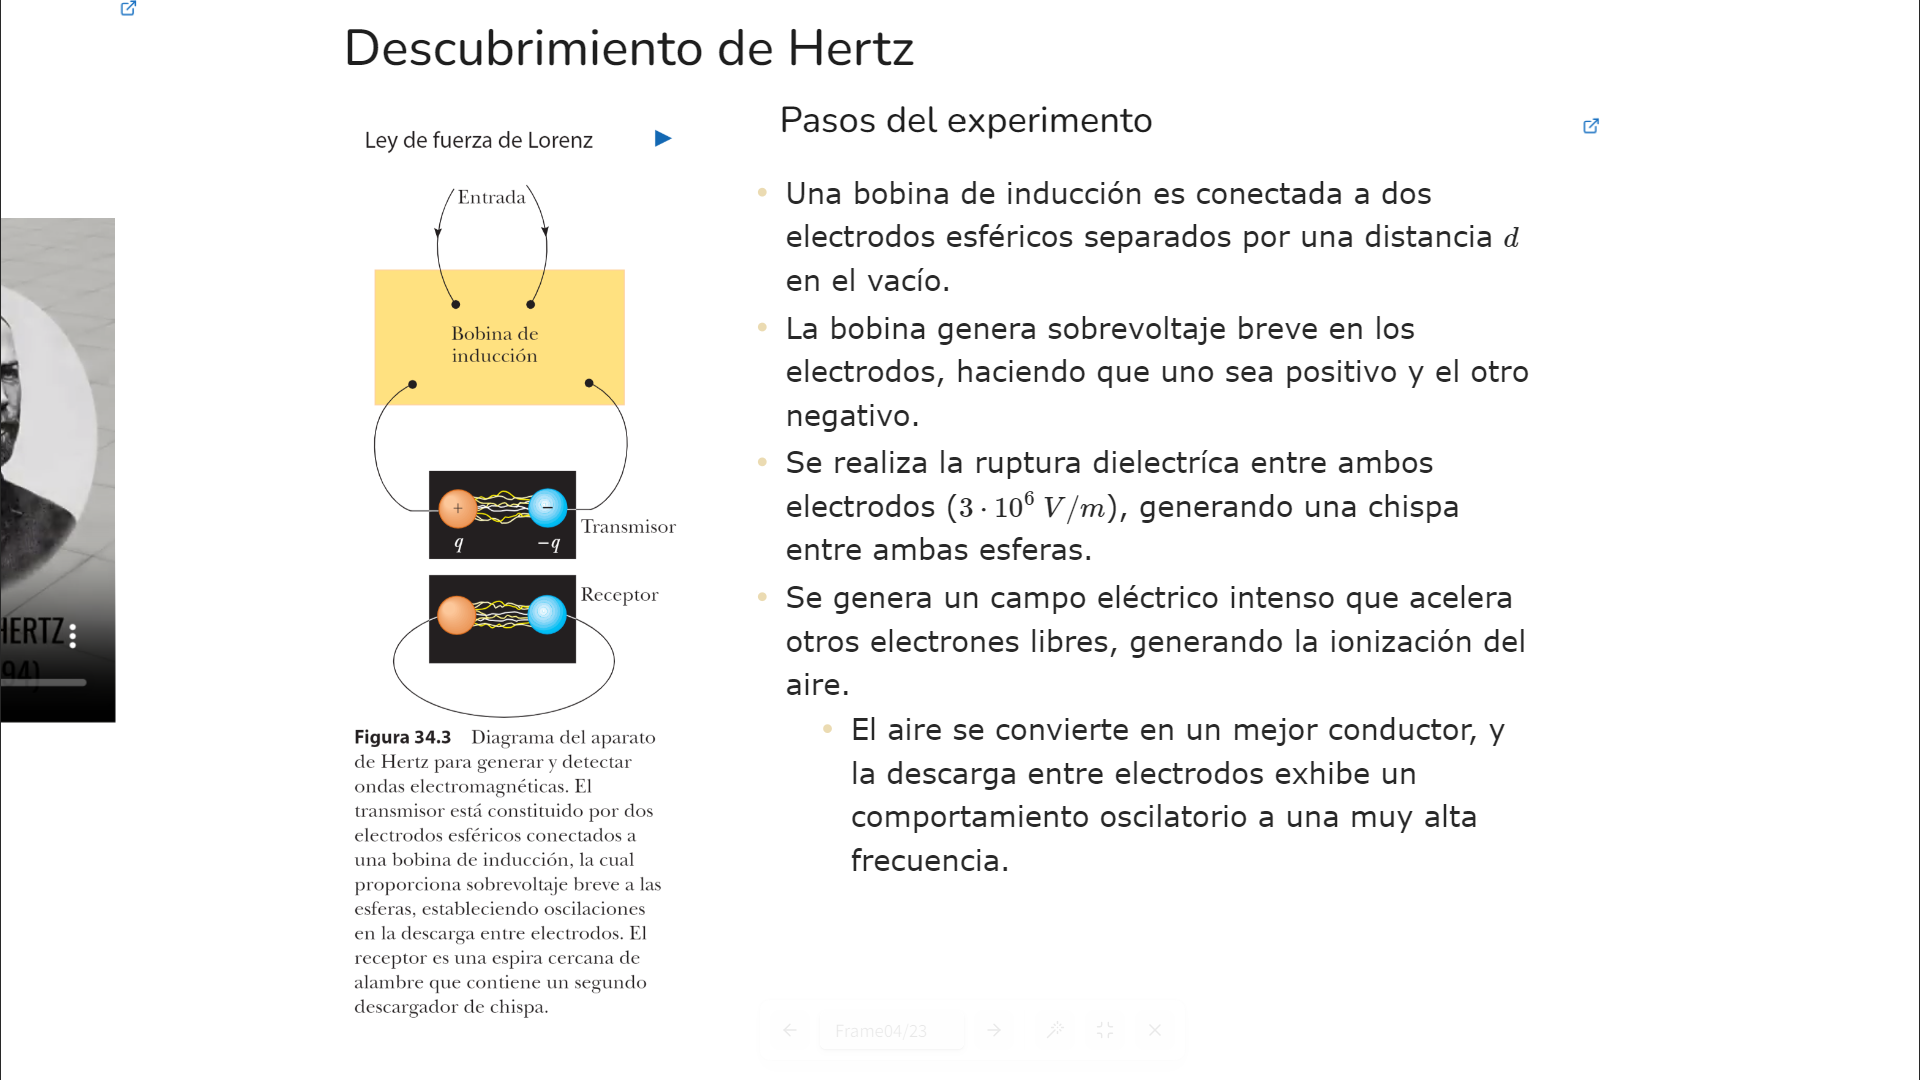 Descubrimiento de Hertz
Ley de fuerza de Lorenz
Entrada
Bobina de
inducción
+
−
q
−q
Transmisor
Receptor
Figura 34.3 Diagrama del aparato
de Hertz para generar y detectar
ondas electromagnéticas. El
transmisor está constituido por dos
electrodos esféricos conectados a
una bobina de inducción, la cual
proporciona sobrevoltaje breve a las
esferas, estableciendo oscilaciones
en la descarga entre electrodos. El
receptor es una espira cercana de
alambre que contiene un segundo
descargador de chispa.
Pasos del experimento
• Una bobina de inducción es conectada a dos
electrodos esféricos separados por una distancia d
en el vacío.
• La bobina genera sobrevoltaje breve en los
electrodos, haciendo que uno sea positivo y el otro
negativo.
• Se realiza la ruptura dielectríca entre ambos
electrodos (3 · 10⁶ V/m), generando una chispa
entre ambas esferas.
• Se genera un campo eléctrico intenso que acelera
otros electrones libres, generando la ionización del
aire.
• El aire se convierte en un mejor conductor, y
la descarga entre electrodos exhibe un
comportamiento oscilatorio a una muy alta
frecuencia.
HERTZ
94)
Frame04/23